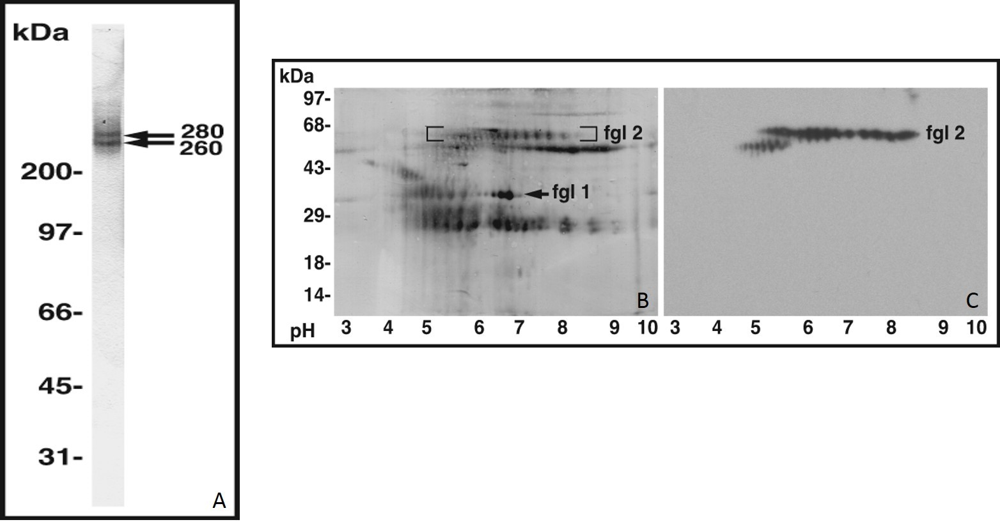 kDa
280
260
200-
97-
66-
45-
31-
A
kDa
97-
68-
43-
29-
18-
14-
fgl 2
fgl 1
B
fgl 2
C
pH 3 4 5 6 7 8 9 10 3 4 5 6 7 8 9 10